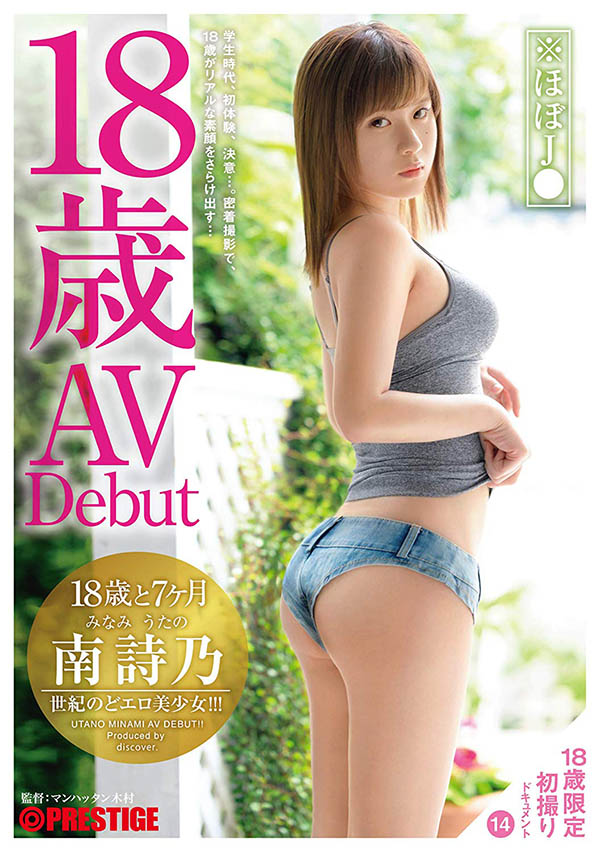 18歳
AV
Debut
学生時代、初体験、決意…。密着撮影で、
18歳がリアルな素顔をさらけ出す…
※ほぼJ●
18歳と7ヶ月
みなみ うたの
南詩乃
世紀のどエロ美少女!!!
UTANO MINAMI AV DEBUT!!
Produced by
discover.
監督:マンハッタン木村
PRESTIGE
18歳限定
初撮り
ドキュメント
14